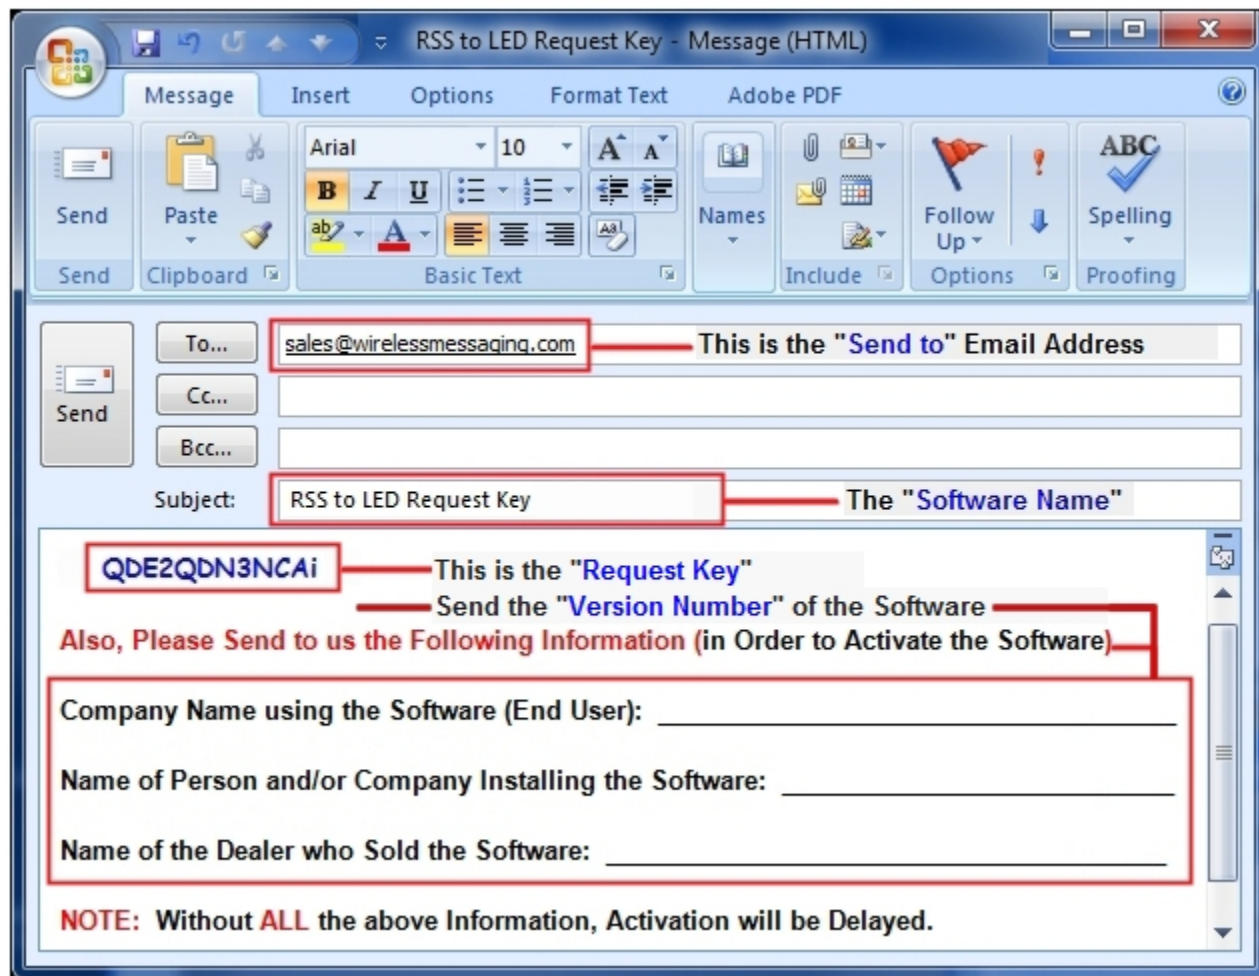 RSS to LED Request Key - Message (HTML)
Message Insert Options Format Text Adobe PDF
Arial 10 A A ABC
B I U
Send Paste Names Follow Up Spelling
ab A Aa
Send Clipboard Basic Text Include Options Proofing
To... sales@wirelessmessaging.com This is the "Send to" Email Address
Send Cc...
Bcc...
Subject: RSS to LED Request Key The "Software Name"
QDE2QDN3NCAi This is the "Request Key"
Send the "Version Number" of the Software
Also, Please Send to us the Following Information (in Order to Activate the Software)
Company Name using the Software (End User):
Name of Person and/or Company Installing the Software:
Name of the Dealer who Sold the Software:
NOTE: Without ALL the above Information, Activation will be Delayed.